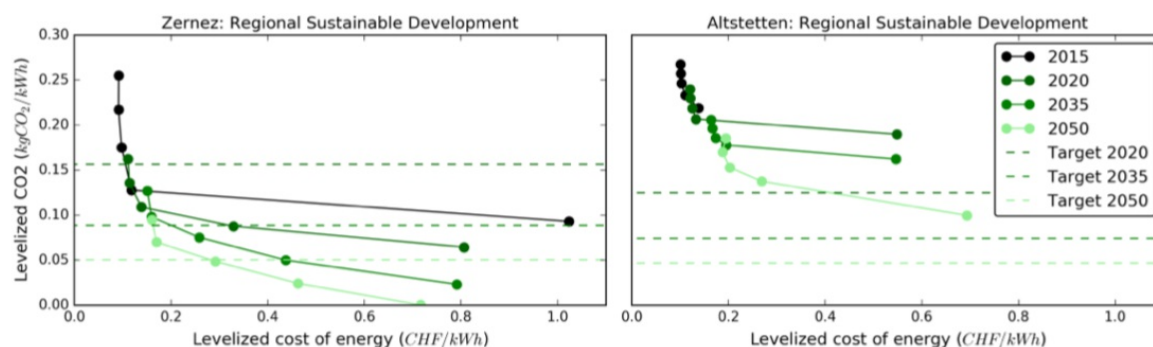 Zernez: Regional Sustainable Development
Altstetten: Regional Sustainable Development
0.30
0.25
0.20
0.15
0.10
0.05
0.00
Levelized CO2 (kgCO₂/kWh)
0.0 0.2 0.4 0.6 0.8 1.0
0.0 0.2 0.4 0.6 0.8 1.0
Levelized cost of energy (CHF/kWh)
Levelized cost of energy (CHF/kWh)
2015
2020
2035
2050
Target 2020
Target 2035
Target 2050